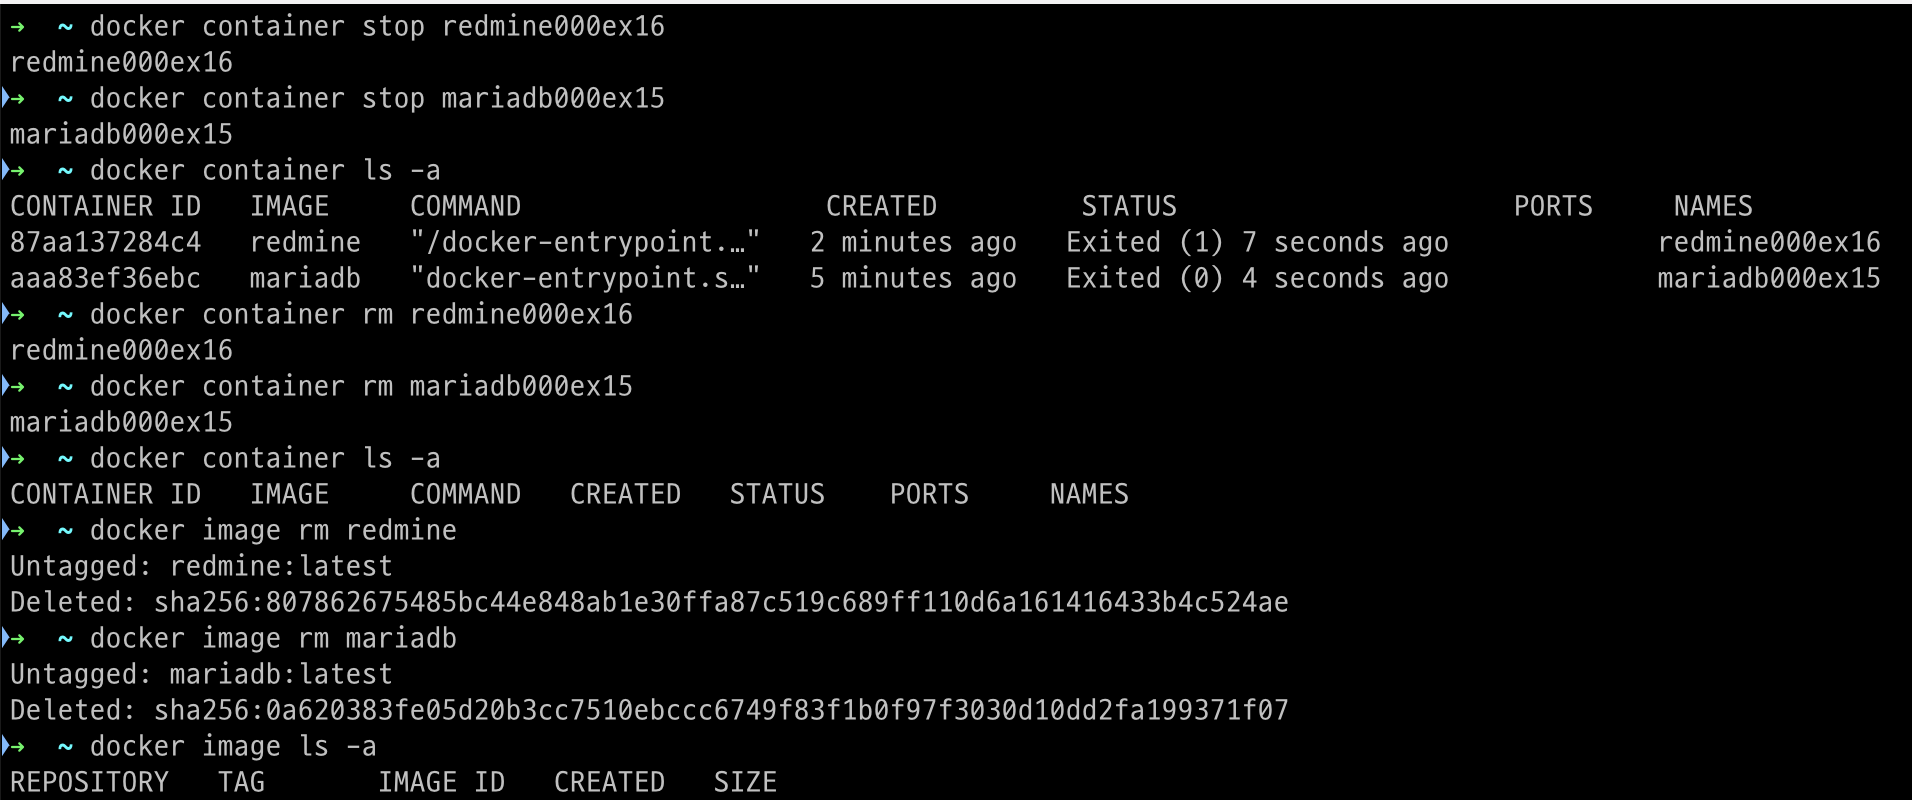 →  ~ docker container stop redmine000ex16
redmine000ex16
→  ~ docker container stop mariadb000ex15
mariadb000ex15
→  ~ docker container ls -a
CONTAINER ID   IMAGE     COMMAND                   CREATED         STATUS                     PORTS     NAMES
87aa137284c4   redmine   "/docker-entrypoint.…"   2 minutes ago   Exited (1) 7 seconds ago             redmine000ex16
aaa83ef36ebc   mariadb   "docker-entrypoint.s…"   5 minutes ago   Exited (0) 4 seconds ago             mariadb000ex15
→  ~ docker container rm redmine000ex16
redmine000ex16
→  ~ docker container rm mariadb000ex15
mariadb000ex15
→  ~ docker container ls -a
CONTAINER ID   IMAGE     COMMAND   CREATED   STATUS    PORTS     NAMES
→  ~ docker image rm redmine
Untagged: redmine:latest
Deleted: sha256:807862675485bc44e848ab1e30ffa87c519c689ff110d6a161416433b4c524ae
→  ~ docker image rm mariadb
Untagged: mariadb:latest
Deleted: sha256:0a620383fe05d20b3cc7510ebccc6749f83f1b0f97f3030d10dd2fa199371f07
→  ~ docker image ls -a
REPOSITORY   TAG       IMAGE ID   CREATED   SIZE